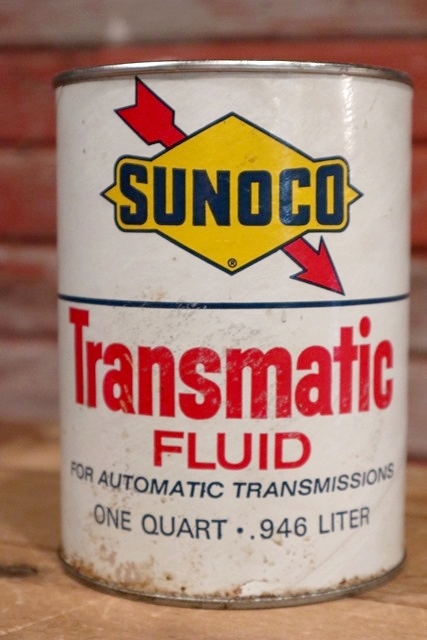 SUNOCO
®
Transmatic
FLUID
FOR AUTOMATIC TRANSMISSIONS
ONE QUART • .946 LITER